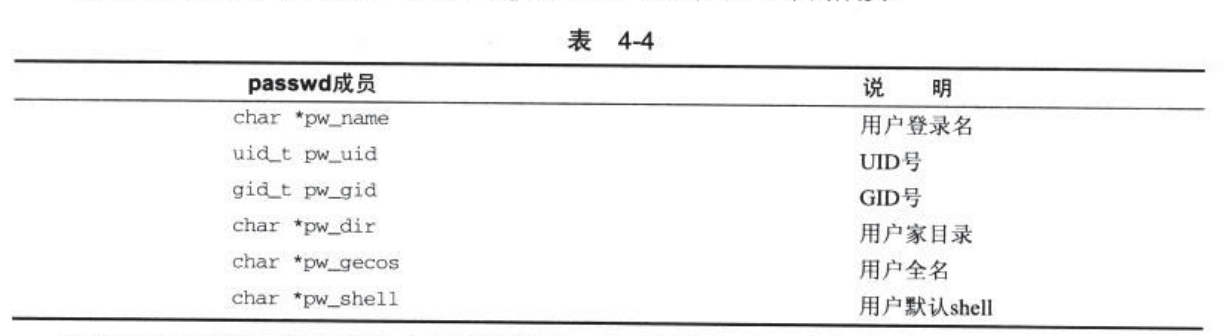 表 4-4
passwd成员 说 明
char *pw_name 用户登录名
uid_t pw_uid UID号
gid_t pw_gid GID号
char *pw_dir 用户家目录
char *pw_gecos 用户全名
char *pw_shell 用户默认shell